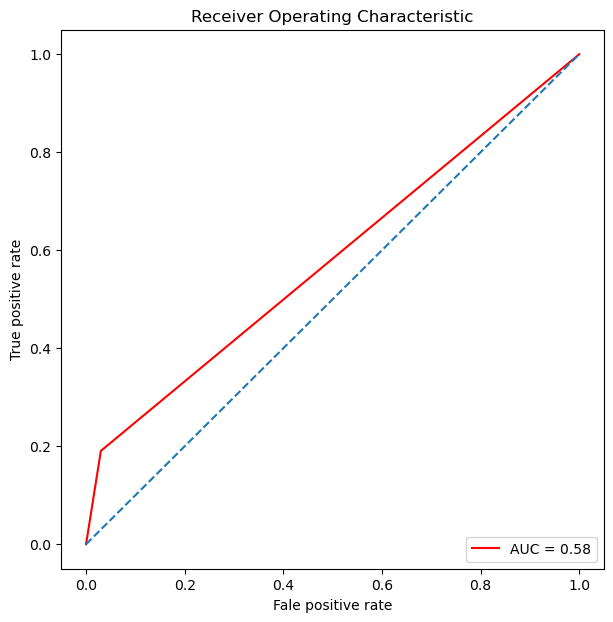 Receiver Operating Characteristic
1.0
0.8
0.6
0.4
0.2
0.0
True positive rate
AUC = 0.58
0.0 0.2 0.4 0.6 0.8 1.0
Fale positive rate